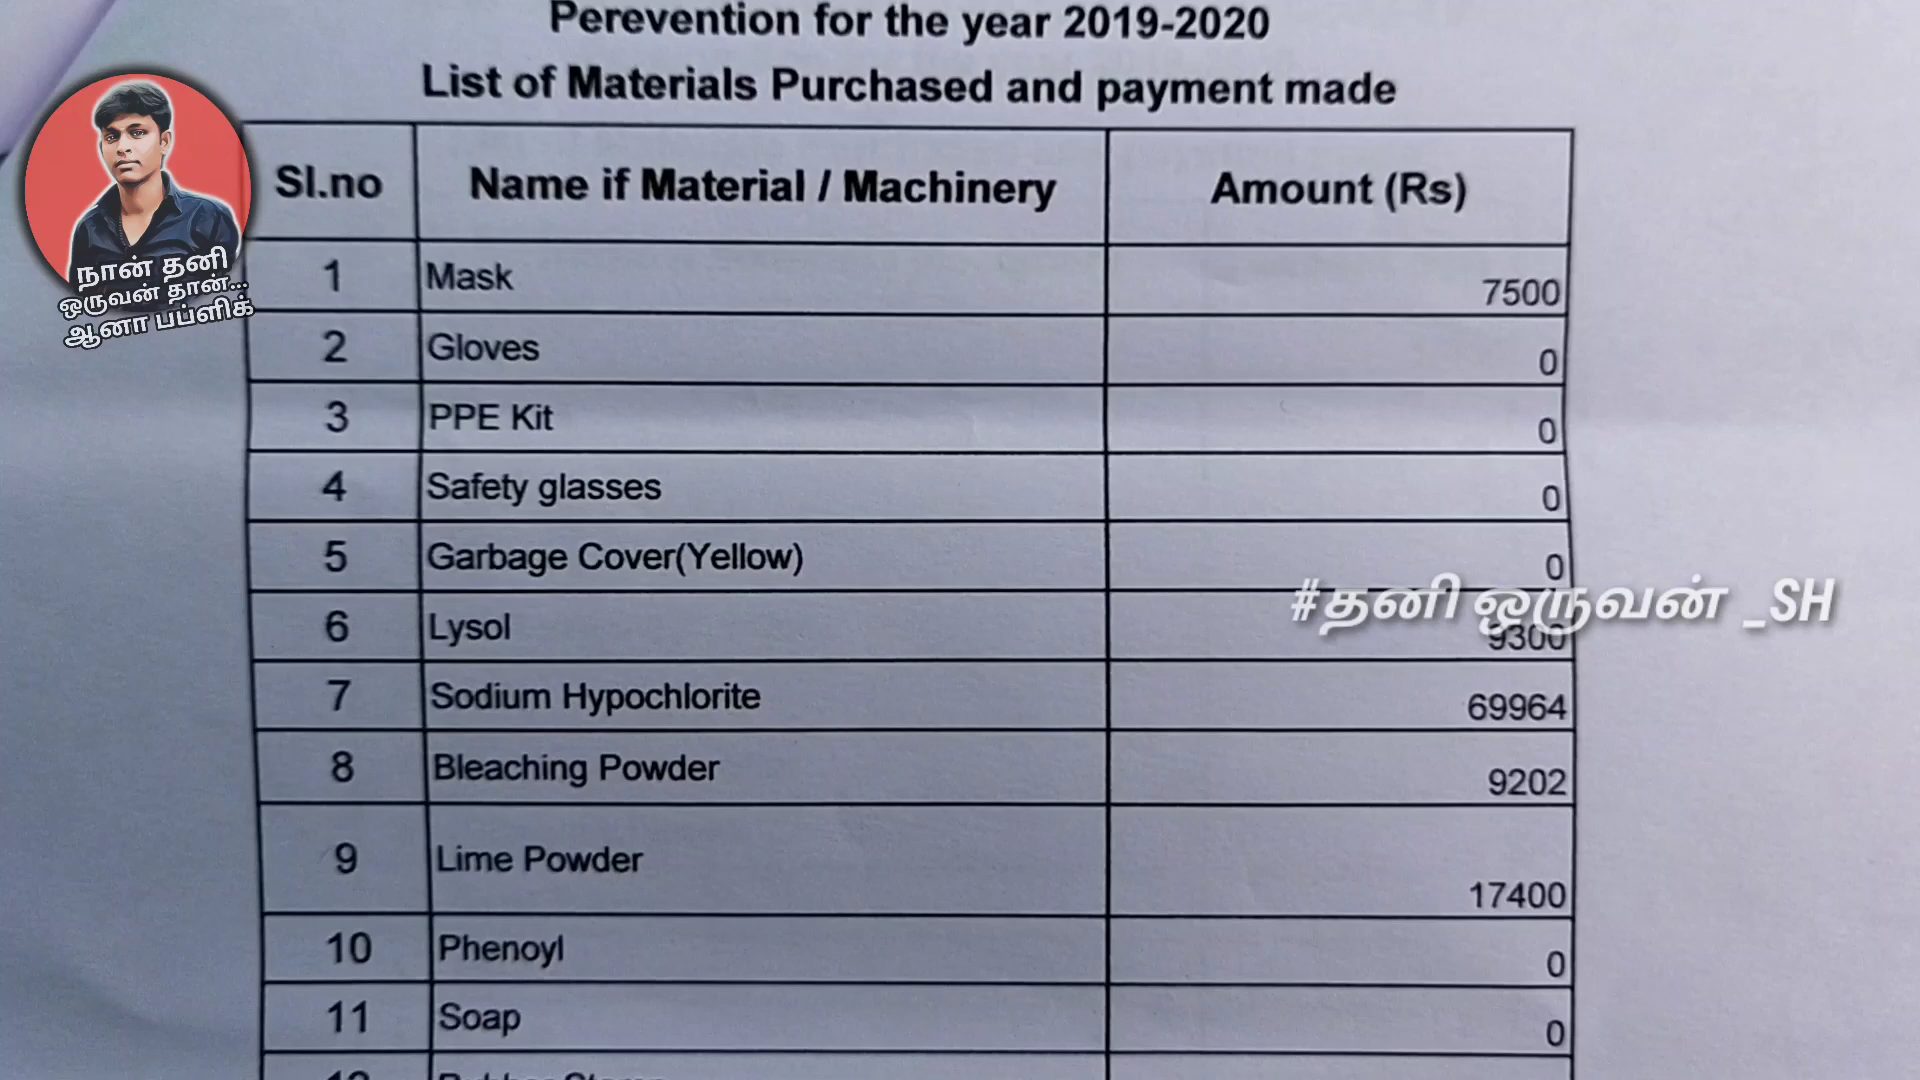 Perevention for the year 2019-2020
List of Materials Purchased and payment made
Sl.no Name if Material / Machinery Amount (Rs)
1 Mask 7500
2 Gloves 0
3 PPE Kit 0
4 Safety glasses 0
5 Garbage Cover(Yellow) 0
6 Lysol 9300
7 Sodium Hypochlorite 69964
8 Bleaching Powder 9202
9 Lime Powder 17400
10 Phenoyl 0
11 Soap 0
நான் தனி
ஒருவன் தான்...
ஆனா பப்ளிக்
#தனி ஒருவன் _SH